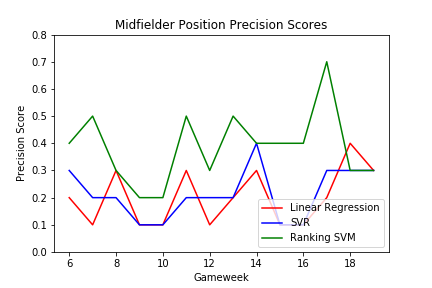 Midfielder Position Precision Scores
0.8
0.7
0.6
0.5
0.4
0.3
0.2
0.1
0.0
Precision Score
6 8 10 12 14 16 18
Gameweek
Linear Regression
SVR
Ranking SVM